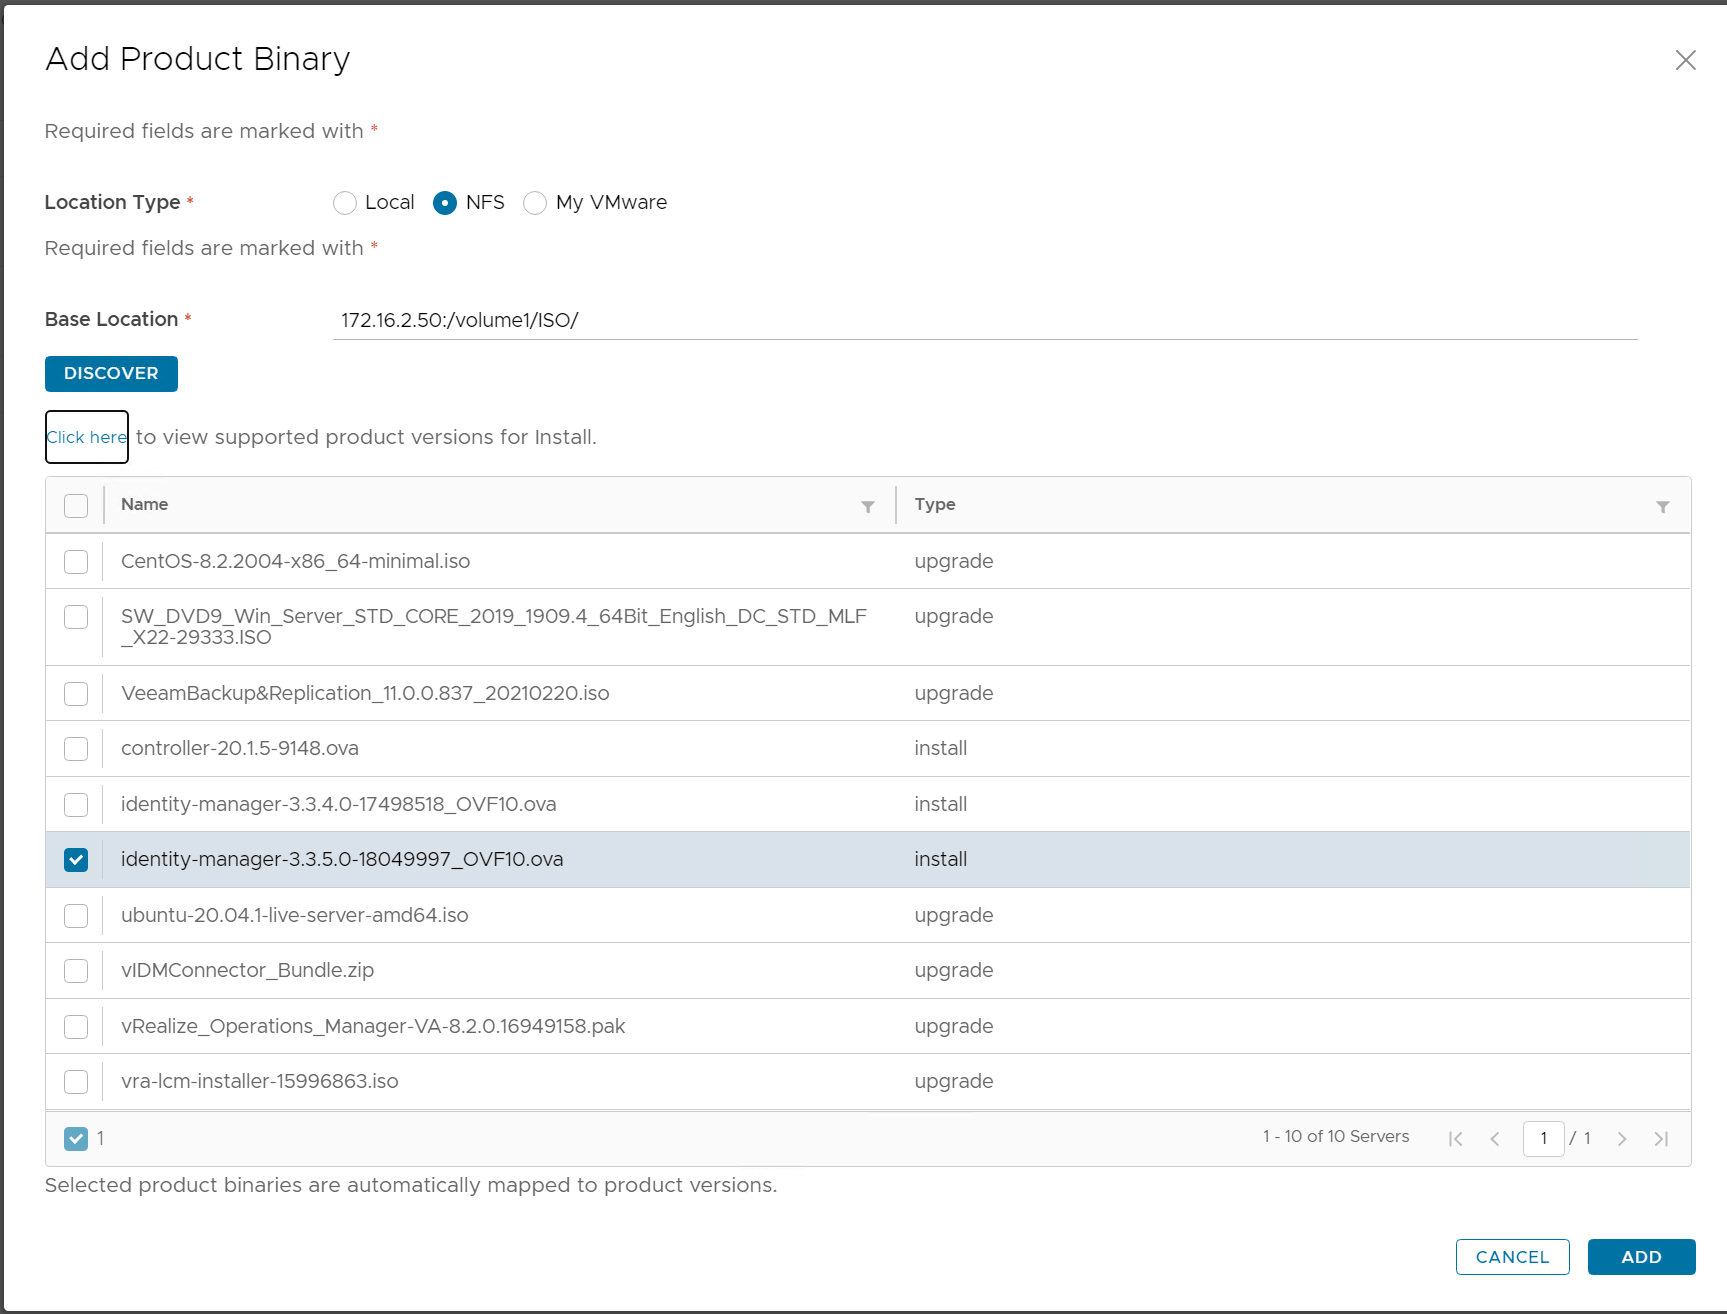 Add Product Binary
Required fields are marked with *
Location Type * Local NFS My VMware
Required fields are marked with *
Base Location * 172.16.2.50:/volume1/ISO/
DISCOVER
Click here to view supported product versions for Install.
Name Type
CentOS-8.2.2004-x86_64-minimal.iso upgrade
SW_DVD9_Win_Server_STD_CORE_2019_1909.4_64Bit_English_DC_STD_MLF upgrade
_X22-29333.ISO
VeeamBackup&Replication_11.0.0.837_20210220.iso upgrade
controller-20.1.5-9148.ova install
identity-manager-3.3.4.0-17498518_OVF10.ova install
identity-manager-3.3.5.0-18049997_OVF10.ova install
ubuntu-20.04.1-live-server-amd64.iso upgrade
vIDMConnector_Bundle.zip upgrade
vRealize_Operations_Manager-VA-8.2.0.16949158.pak upgrade
vra-lcm-installer-15996863.iso upgrade
1 1 - 10 of 10 Servers 1 / 1
Selected product binaries are automatically mapped to product versions.
CANCEL ADD